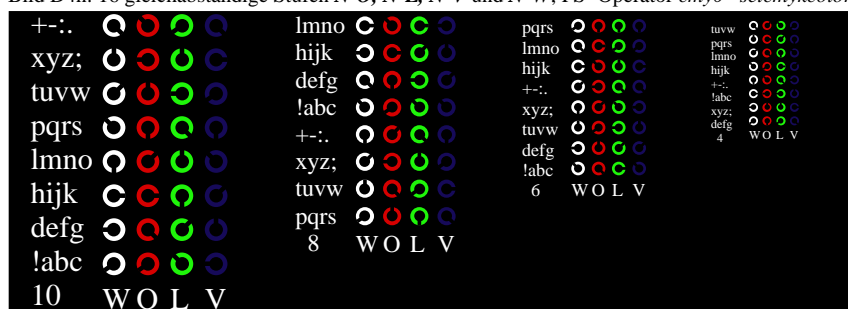 +-:.
xyz;
tuvw
pqrs
lmno
hijk
defg
!abc
10 W O L V
lmno
hijk
defg
!abc
+-:.
xyz;
tuvw
pqrs
8 W O L V
pqrs
lmno
hijk
+-:.
xyz;
tuvw
defg
!abc
6 W O L V
tuvw
pqrs
lmno
hijk
+-:.
!abc
xyz;
defg
4 W O L V